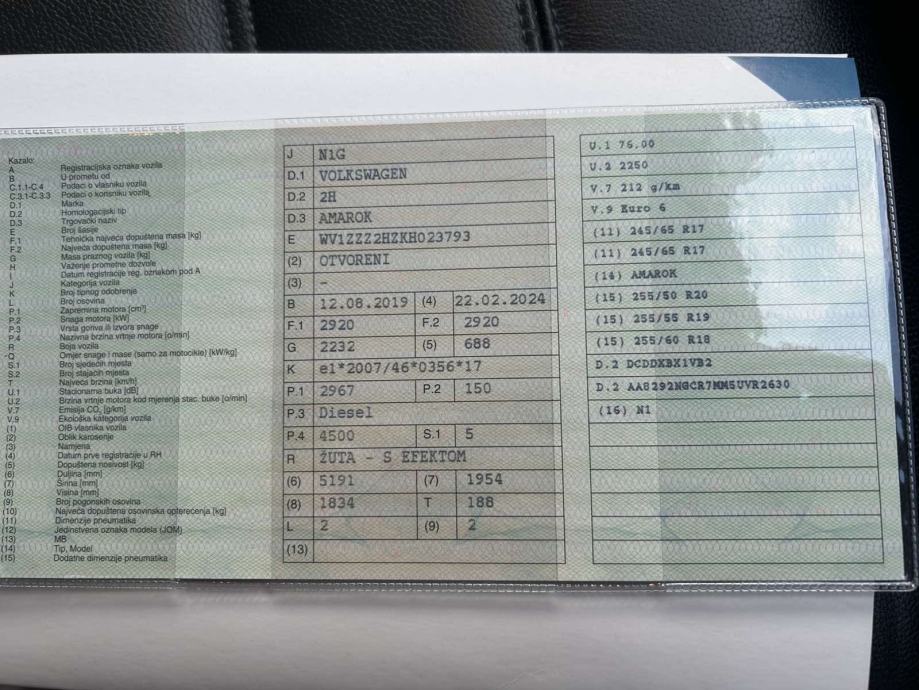 Kazalo:
A Registracijska oznaka vozila
B U prometu od
C.1.1-C.4 Podaci o vlasniku vozila
C.3.1-C.3.3 Podaci o korisniku vozila
D.1 Marka
D.2 Homologacijski tip
D.3 Trgovački naziv
E Broj šasije
F.1 Tehnička najveća dopuštena masa [kg]
F.2 Najveća dopuštena masa [kg]
G Masa praznog vozila [kg]
H Važenje prometne dozvole
I Datum registracije reg. oznakom pod A
J Kategorija vozila
K Broj tipnog odobrenje
L Broj osovina
P.1 Zapremina motora [cm³]
P.2 Snaga motora [kW]
P.3 Vrsta goriva ili izvora snage
P.4 Nazivna brzina vrtnje motora [o/min]
R Boja vozila
Q Omjer snage i mase (samo za motocikle) [kW/kg]
S.1 Broj sjedećih mjesta
S.2 Broj stajaćih mjesta
T Najveća brzina [km/h]
U.1 Stacionarna buka [dB]
U.2 Brzina vrtnje motora kod mjerenja stac. buke [o/min]
V.7 Emisija CO₂ [g/km]
V.9 Ekološka kategorija vozila
(1) OIB vlasnika vozila
(2) Oblik karoserije
(3) Namjena
(4) Datum prve registracije u RH
(5) Dopuštena nosivost [kg]
(6) Duljina [mm]
(7) Širina [mm]
(8) Visina [mm]
(9) Broj pogonskih osovina
(10) Najveća dopuštena osovinska opterećenja [kg]
(11) Dimenzije pneumatika
(12) Jedinstvena oznaka modela (JOM)
(13) MB
(14) Tip, Model
(15) Dodatne dimenzije pneumatika
J N1G
D.1 VOLKSWAGEN
D.2 2H
D.3 AMAROK
E WV1ZZZ2HZKH023793
(2) OTVORENI
(3) -
B 12.08.2019 (4) 22.02.2024
F.1 2920 F.2 2920
G 2232 (5) 688
K e1*2007/46*0356*17
P.1 2967 P.2 150
P.3 Diesel
P.4 4500 S.1 5
R ŽUTA - S EFEKTOM
(6) 5191 (7) 1954
(8) 1834 T 188
L 2 (9) 2
(13)
U.1 76.00
U.2 2250
V.7 212 g/km
V.9 Euro 6
(11) 245/65 R17
(11) 245/65 R17
(14) AMAROK
(15) 255/50 R20
(15) 255/55 R19
(15) 255/60 R18
D.2 DCDDXBX1VB2
D.2 AA8292N0CR7MM5UVR2630
(16) N1